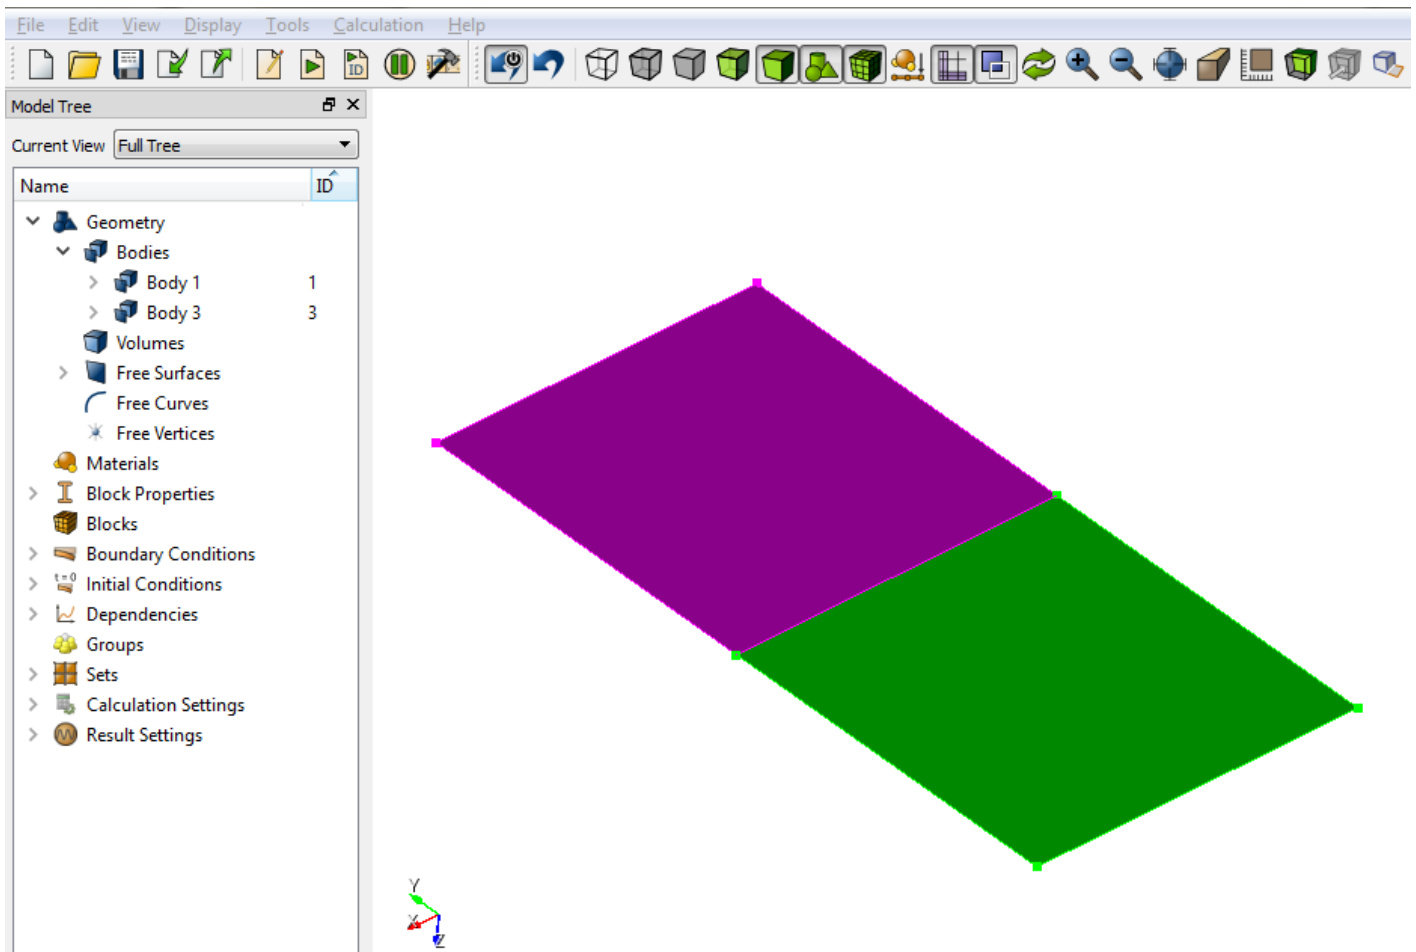 File Edit View Display Tools Calculation Help
ID
Model Tree
Current View Full Tree
Name ID
Geometry
Bodies
Body 1 1
Body 3 3
Volumes
Free Surfaces
Free Curves
Free Vertices
Materials
Block Properties
Blocks
Boundary Conditions
t=0 Initial Conditions
Dependencies
Groups
Sets
Calculation Settings
Result Settings
Y
X
Z